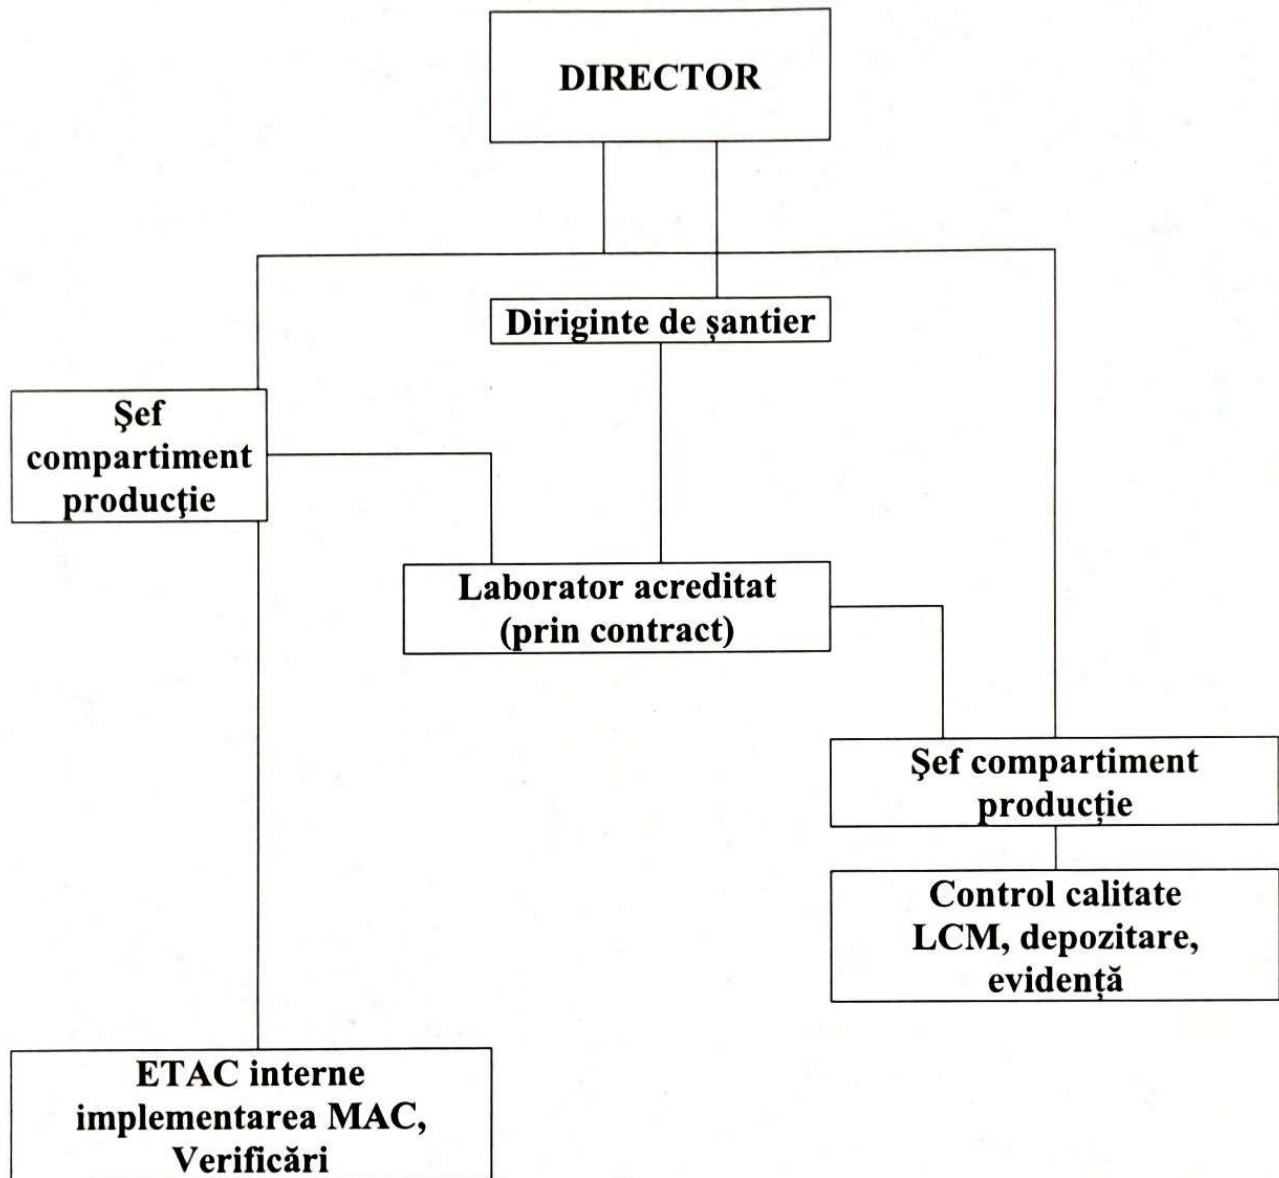 DIRECTOR
Diriginte de șantier
Şef
compartiment
producţie
Laborator acreditat
(prin contract)
Şef compartiment
producție
Control calitate
LCM, depozitare,
evidență
ETAC interne
implementarea MAC,
Verificări